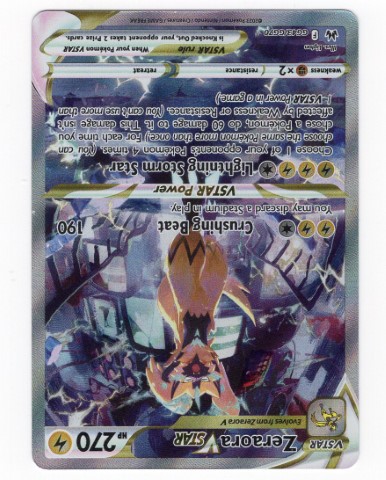 VSTAR Zeraora VSTAR HP 270
Evolves from Zeraora V
Crushing Beat 190
You may discard a Stadium in play.
VSTAR Power
Lightning Storm Star
Choose 1 of your opponent's Pokémon 4 times. (You can
choose the same Pokémon more than once.) For each time you
chose a Pokémon, do 60 damage to it. This damage isn't
affected by Weakness or Resistance. (You can't use more than
1 VSTAR Power in a game.)
weakness ×2 resistance retreat
Illus.
VSTAR rule When your Pokémon VSTAR
is Knocked Out, your opponent takes 2 Prize cards.
F GG43/GG70
©2023 Pokémon / Nintendo / Creatures / GAME FREAK